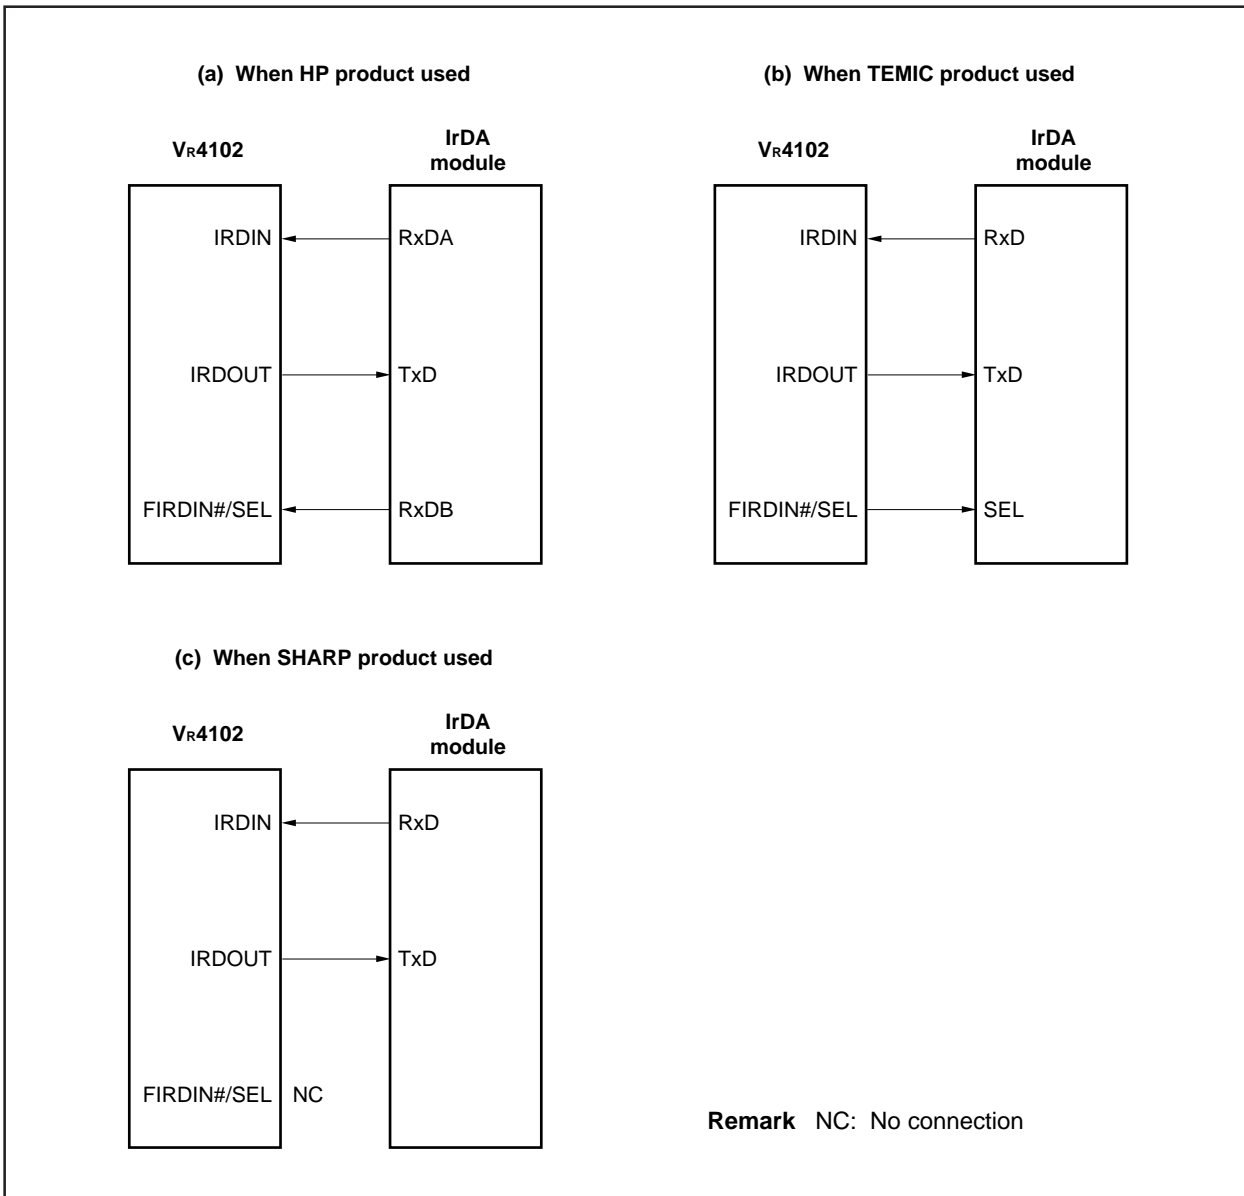 (a) When HP product used
VR4102
IrDA
module
IRDIN
RxDA
IRDOUT
TxD
FIRDIN#/SEL
RxDB
(b) When TEMIC product used
VR4102
IrDA
module
IRDIN
RxD
IRDOUT
TxD
FIRDIN#/SEL
SEL
(c) When SHARP product used
VR4102
IrDA
module
IRDIN
RxD
IRDOUT
TxD
FIRDIN#/SEL
NC
Remark NC: No connection